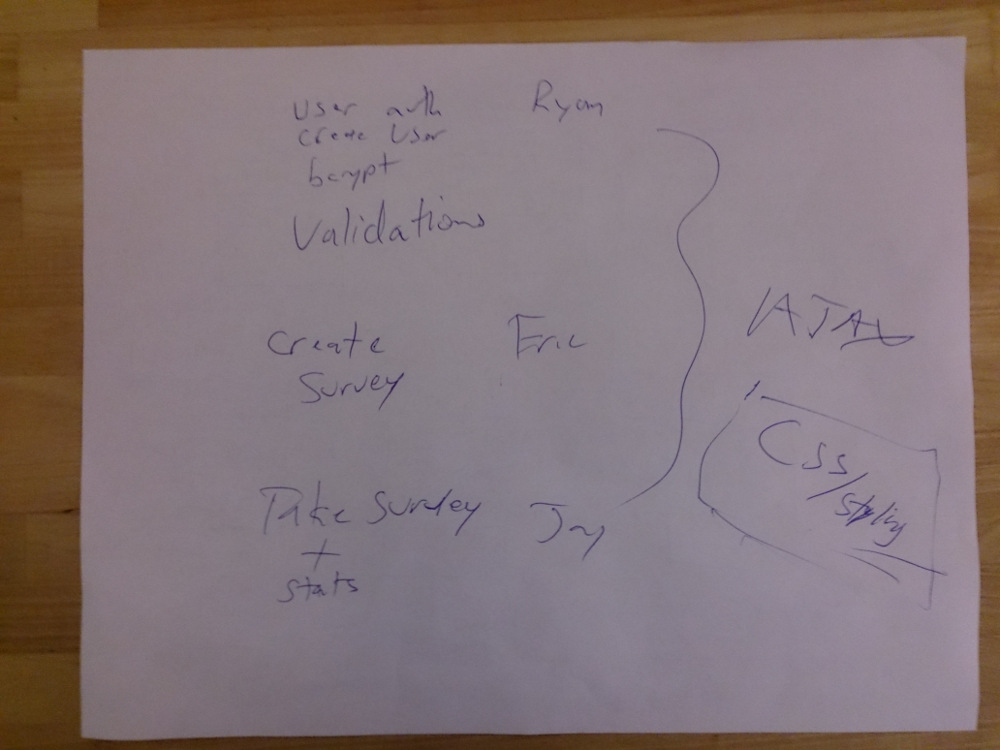 user auth Ryan
create User
bcrypt
Validations
create Eric
Survey
AJAX
Css/styling
Take survey Jay
+
stats